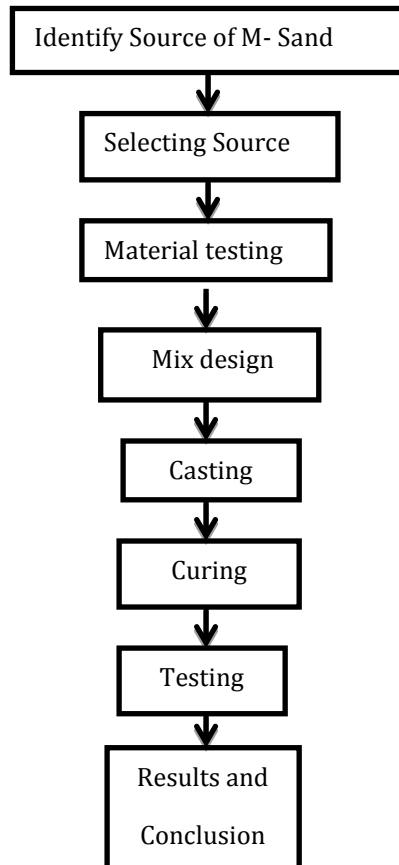 Identify Source of M- Sand
Selecting Source
Material testing
Mix design
Casting
Curing
Testing
Results and
Conclusion